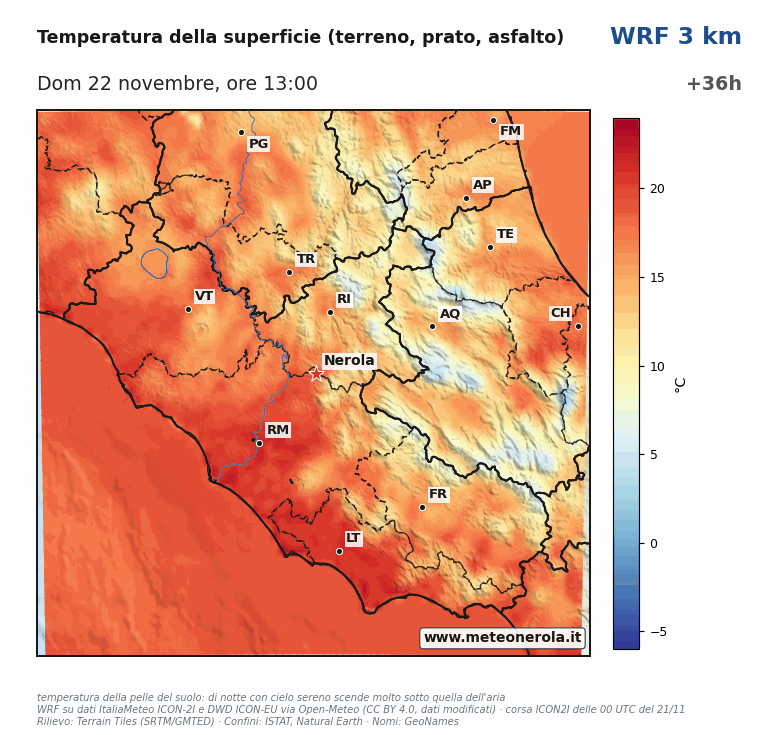 Temperatura della superficie (terreno, prato, asfalto)
WRF 3 km
Dom 22 novembre, ore 13:00
+36h
FM
PG
AP
TE
TR
VT
RI
AQ
CH
Nerola
RM
FR
LT
20
15
10
5
0
−5
°C
www.meteonerola.it
temperatura della pelle del suolo: di notte con cielo sereno scende molto sotto quella dell'aria
WRF su dati ItaliaMeteo ICON-2I e DWD ICON-EU via Open-Meteo (CC BY 4.0, dati modificati) · corsa ICON2I delle 00 UTC del 21/11
Rilievo: Terrain Tiles (SRTM/GMTED) · Confini: ISTAT, Natural Earth · Nomi: GeoNames